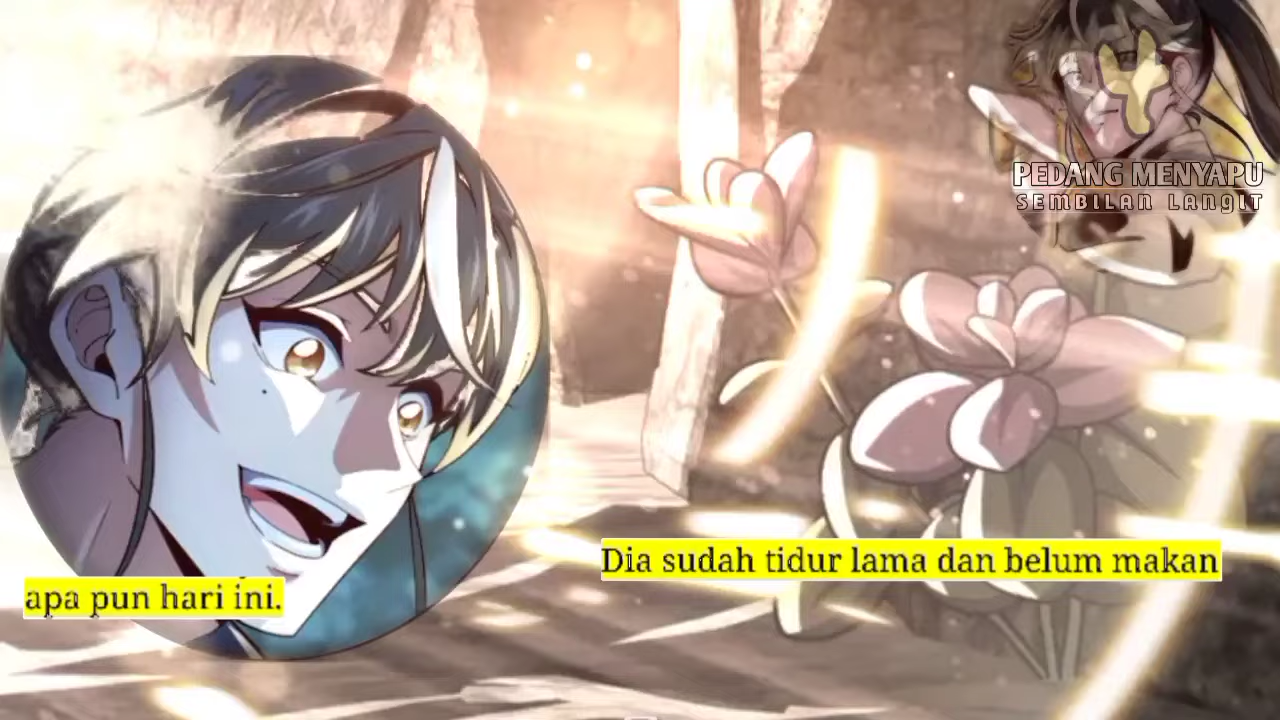 PEDANG MENYAPU
SEMBILAN LANGIT
Dia sudah tidur lama dan belum makan
apa pun hari ini.